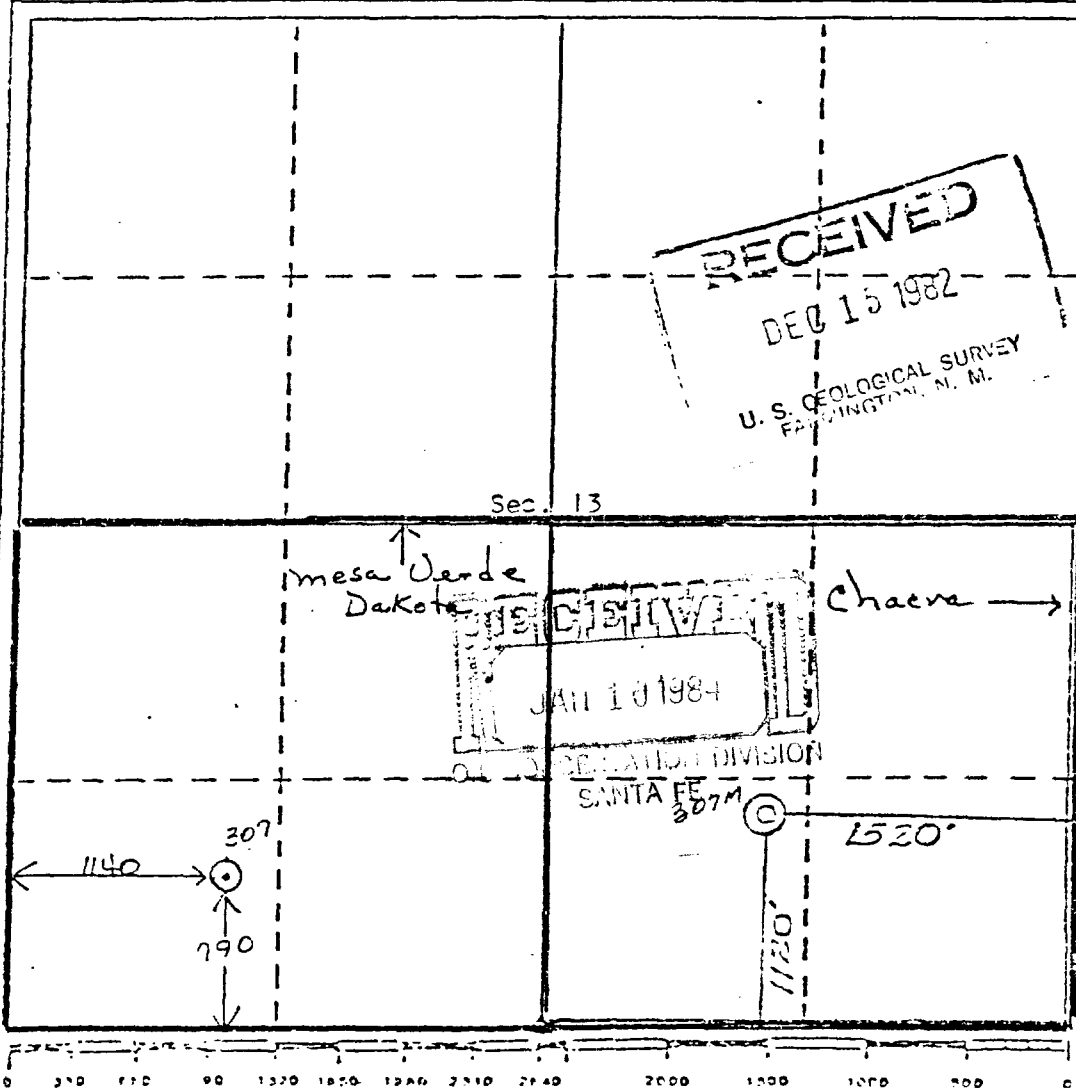 RECEIVED
DEC 15 1982
U. S. GEOLOGICAL SURVEY
FARMINGTON, N. M.
Sec. 13
mesa Verde
Dakota
Chacra
RECEIVE
JAN 10 1984
DIVISION
SANTA FE
307M
1520'
307
1140
790
1120'
0 330 90 1320 1650 1980 2310 2640 2000 1500 1000 500 0